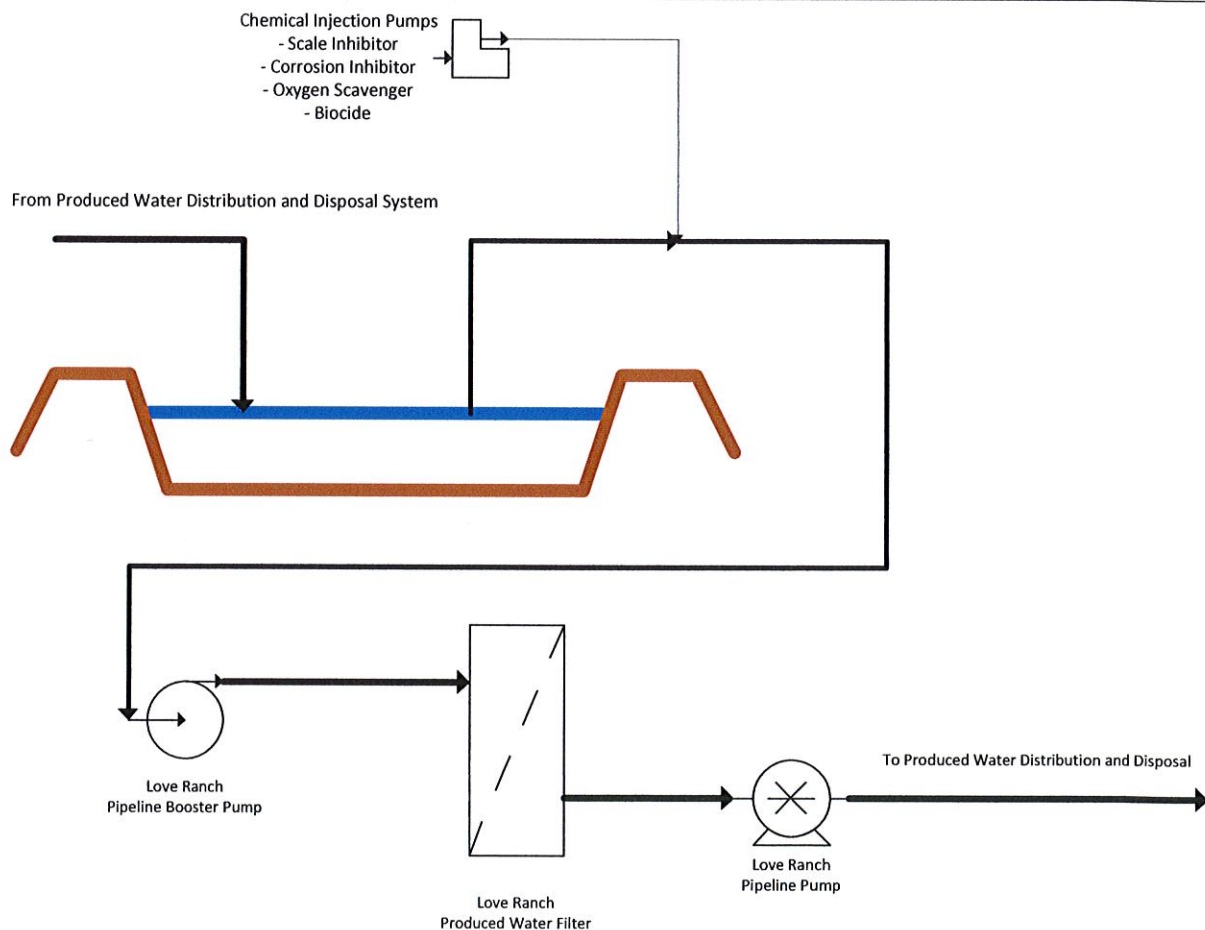 Chemical Injection Pumps
- Scale Inhibitor
- Corrosion Inhibitor
- Oxygen Scavenger
- Biocide
From Produced Water Distribution and Disposal System
Love Ranch
Pipeline Booster Pump
To Produced Water Distribution and Disposal
Love Ranch
Pipeline Pump
Love Ranch
Produced Water Filter